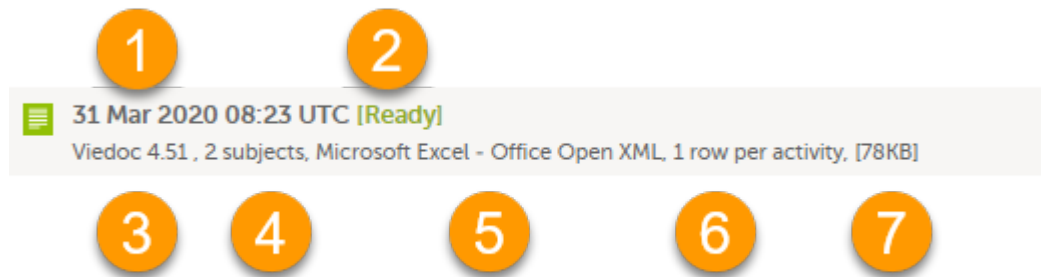 1 2
31 Mar 2020 08:23 UTC [Ready]
Viedoc 4.51 , 2 subjects, Microsoft Excel - Office Open XML, 1 row per activity, [78KB]
3 4 5 6 7